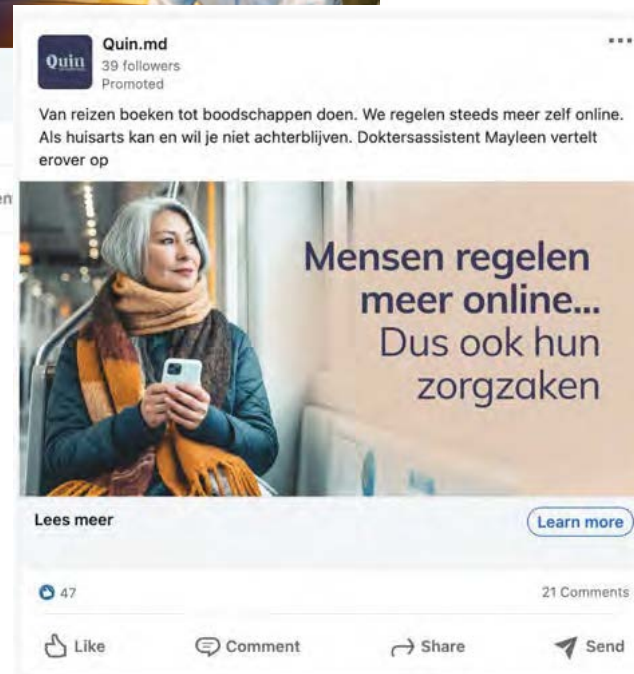 Quin
Quin.md
39 followers
Promoted
Van reizen boeken tot boodschappen doen. We regelen steeds meer zelf online.
Als huisarts kan en wil je niet achterblijven. Doktersassistent Mayleen vertelt
erover op
Mensen regelen
meer online...
Dus ook hun
zorgzaken
Lees meer
Learn more
47
21 Comments
Like
Comment
Share
Send